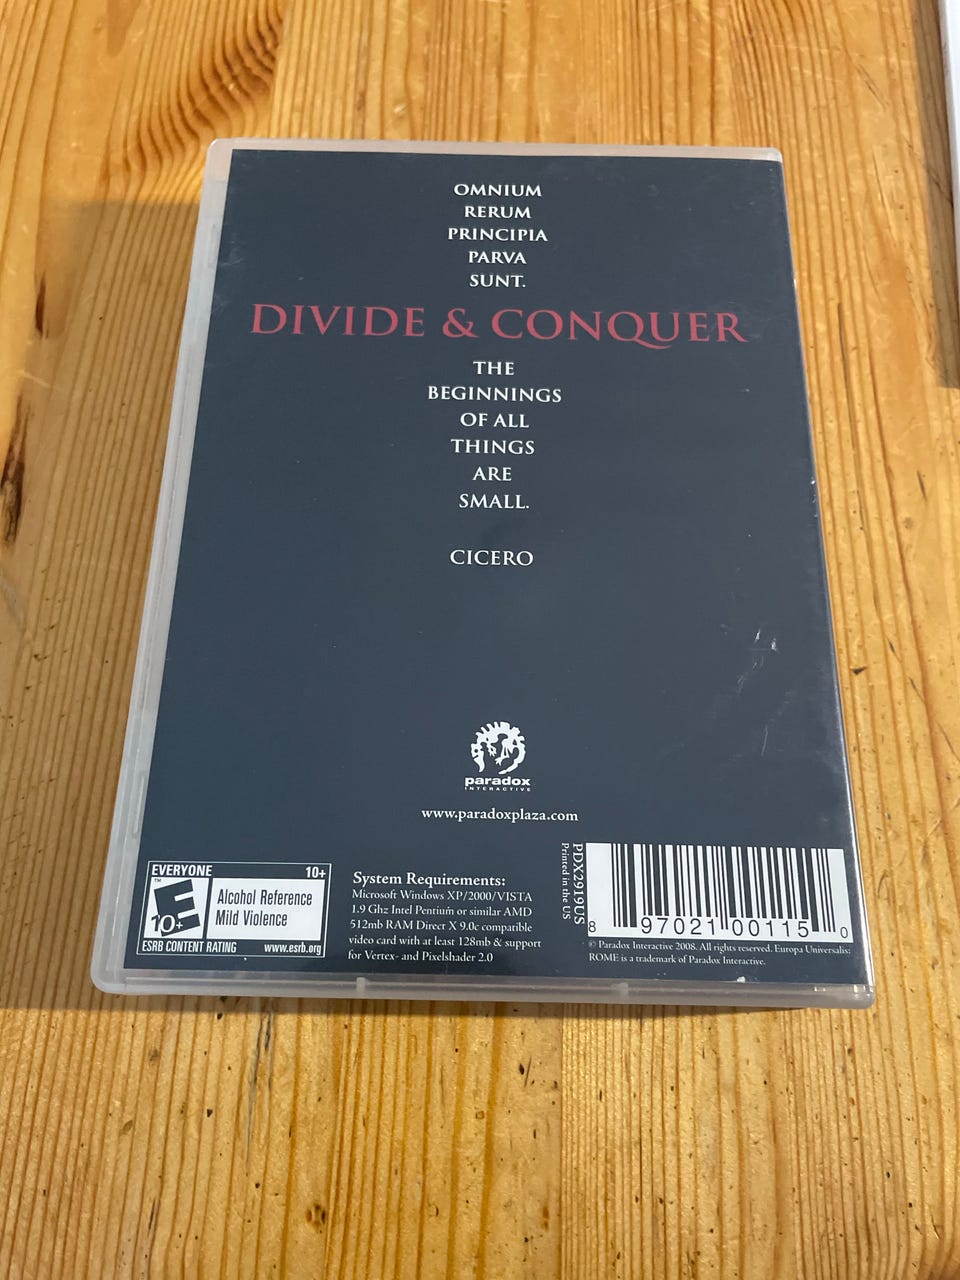 OMNIUM
RERUM
PRINCIPIA
PARVA
SUNT.
DIVIDE & CONQUER
THE
BEGINNINGS
OF ALL
THINGS
ARE
SMALL.
CICERO
paradox
INTERACTIVE
www.paradoxplaza.com
EVERYONE 10+
™
E
10+
Alcohol Reference
Mild Violence
ESRB CONTENT RATING www.esrb.org
System Requirements:
Microsoft Windows XP/2000/VISTA
1.9 Ghz Intel Pentium or similar AMD
512mb RAM Direct X 9.0c compatible
video card with at least 128mb & support
for Vertex- and Pixelshader 2.0
PDX2919US
Printed in the US
8 97021 00115 0
© Paradox Interactive 2008. All rights reserved. Europa Universalis:
ROME is a trademark of Paradox Interactive.